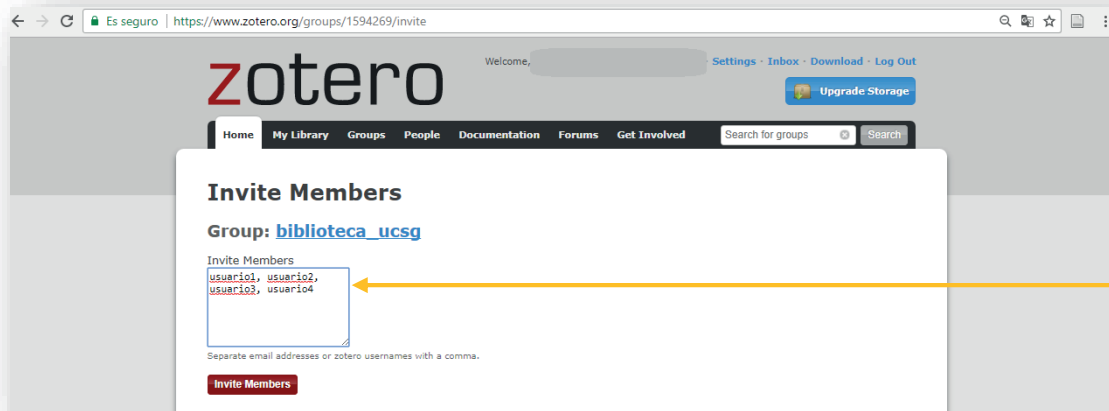 Es seguro | https://www.zotero.org/groups/1594269/invite
zotero
Welcome, · Settings · Inbox · Download · Log Out
Upgrade Storage
Home My Library Groups People Documentation Forums Get Involved Search for groups Search
Invite Members
Group: biblioteca_ucsg
Invite Members
usuario1, usuario2,
usuario3, usuario4
Separate email addresses or zotero usernames with a comma.
Invite Members